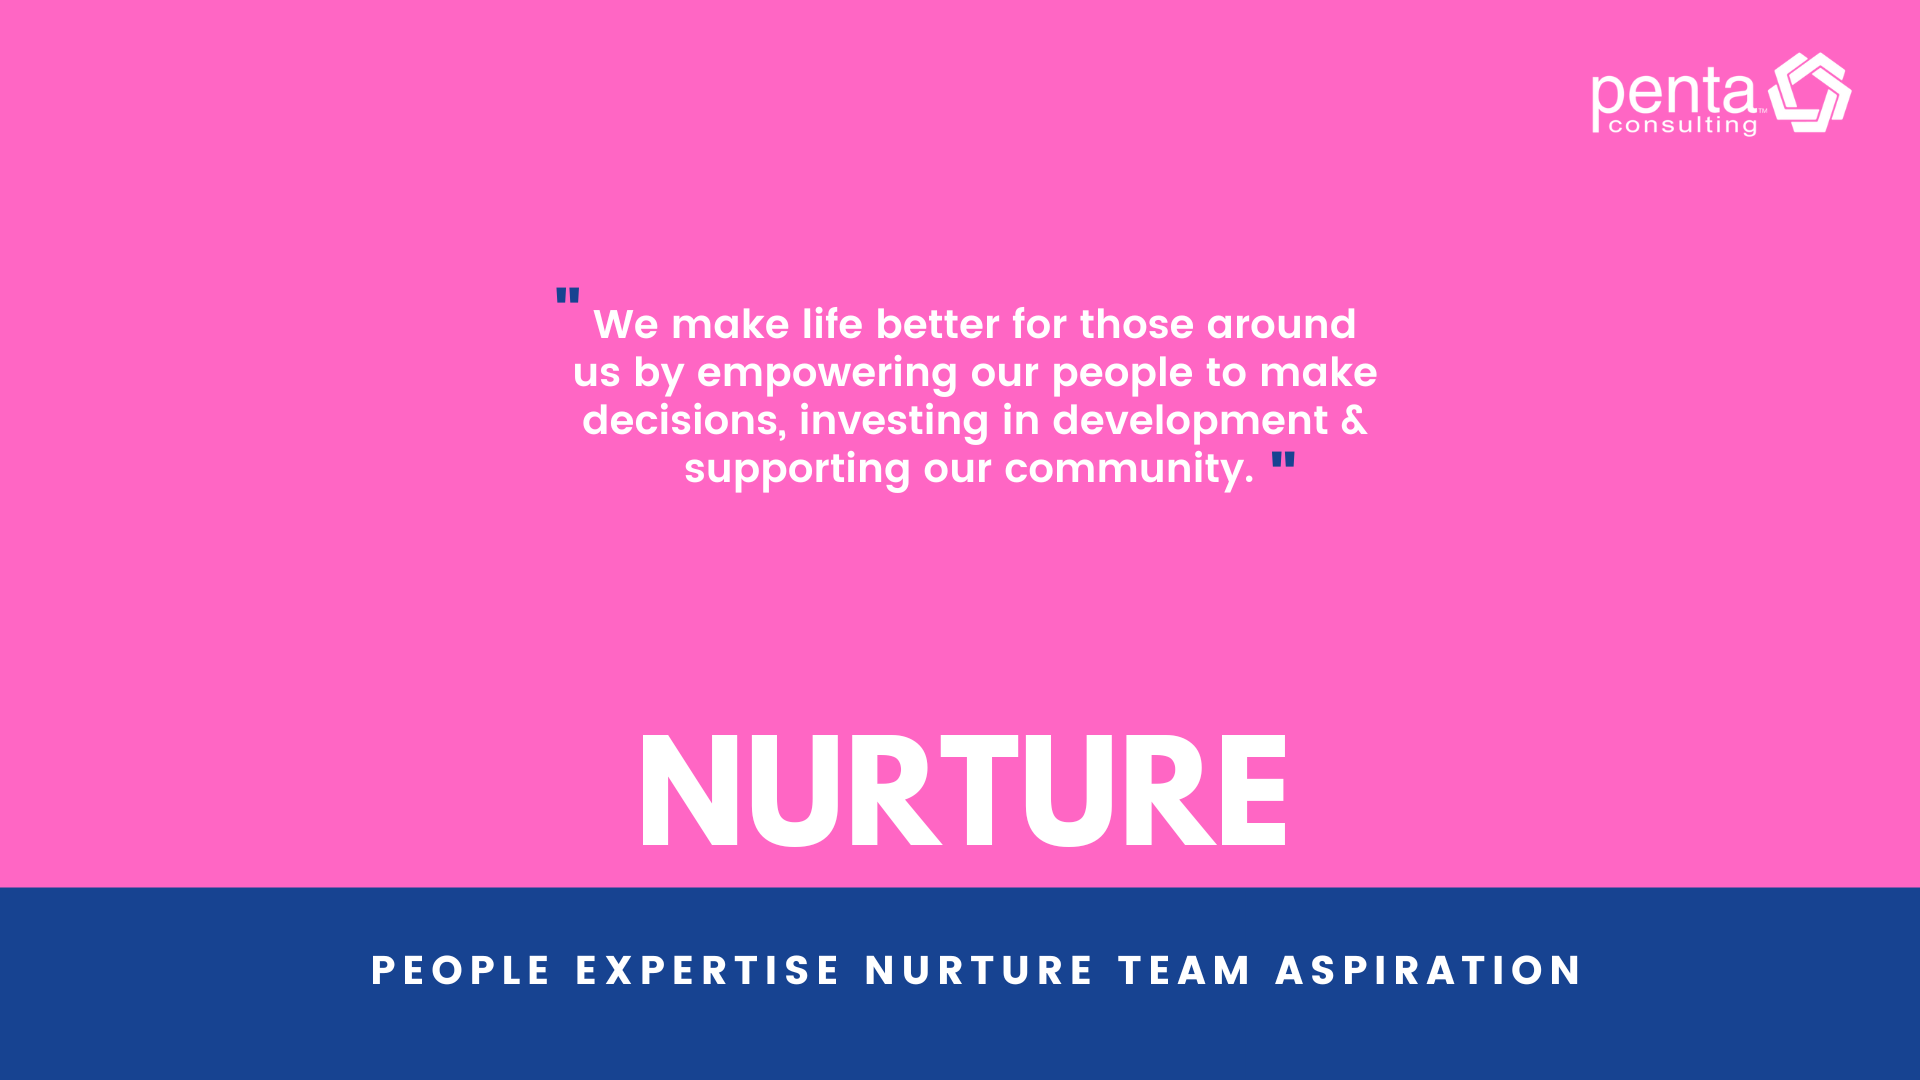 penta™
consulting
" We make life better for those around
us by empowering our people to make
decisions, investing in development &
supporting our community. "
NURTURE
PEOPLE EXPERTISE NURTURE TEAM ASPIRATION